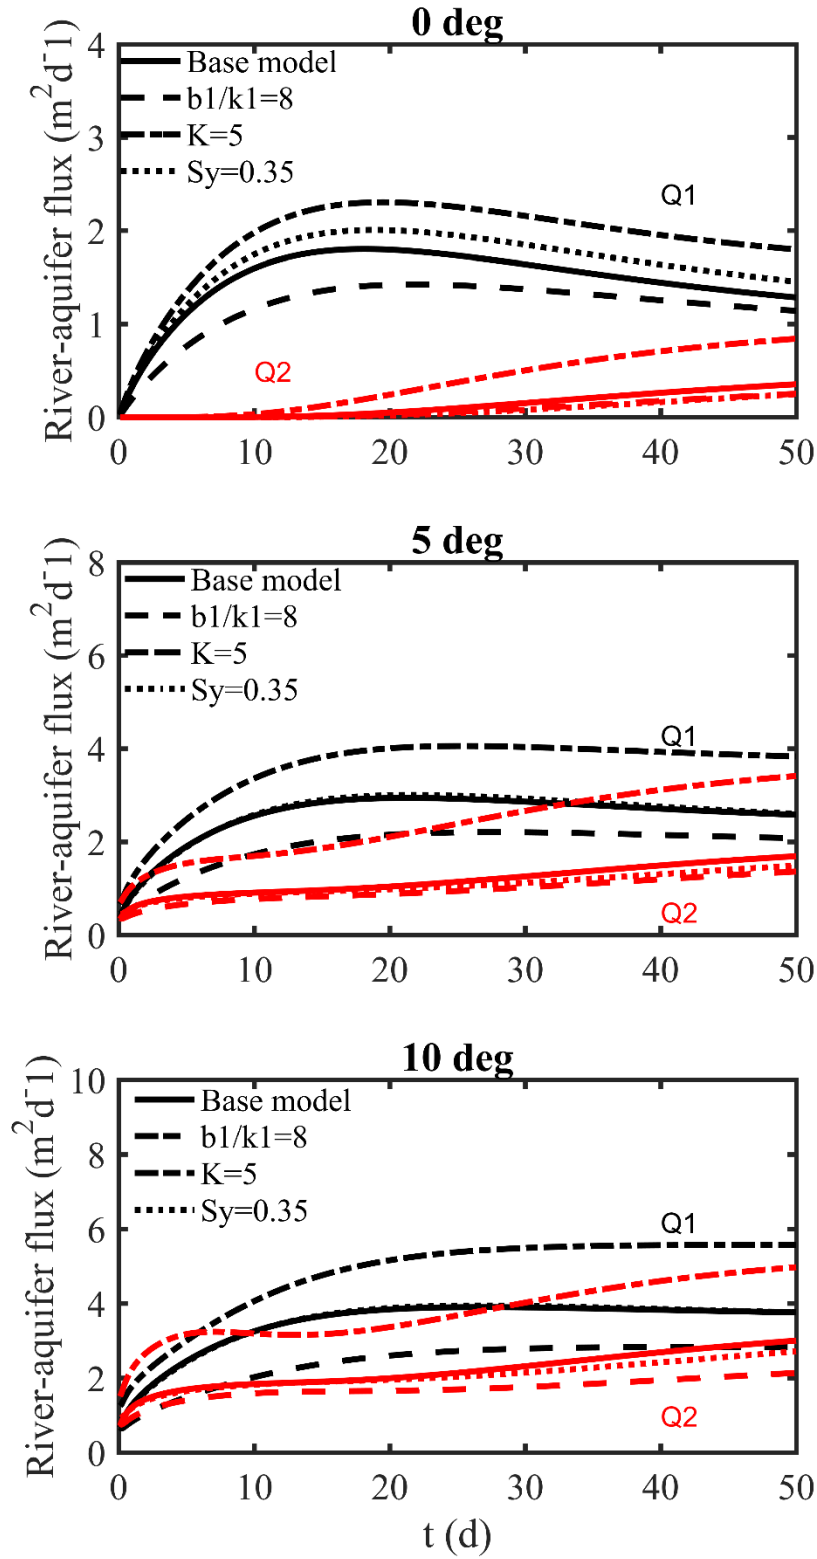 0 deg
River-aquifer flux (m²d⁻1)
4
3
2
1
0
Base model
b1/k1=8
K=5
Sy=0.35
Q1
Q2
0 10 20 30 40 50
5 deg
River-aquifer flux (m²d⁻1)
8
6
4
2
0
Base model
b1/k1=8
K=5
Sy=0.35
Q1
Q2
0 10 20 30 40 50
10 deg
River-aquifer flux (m²d⁻1)
10
8
6
4
2
0
Base model
b1/k1=8
K=5
Sy=0.35
Q1
Q2
0 10 20 30 40 50
t (d)